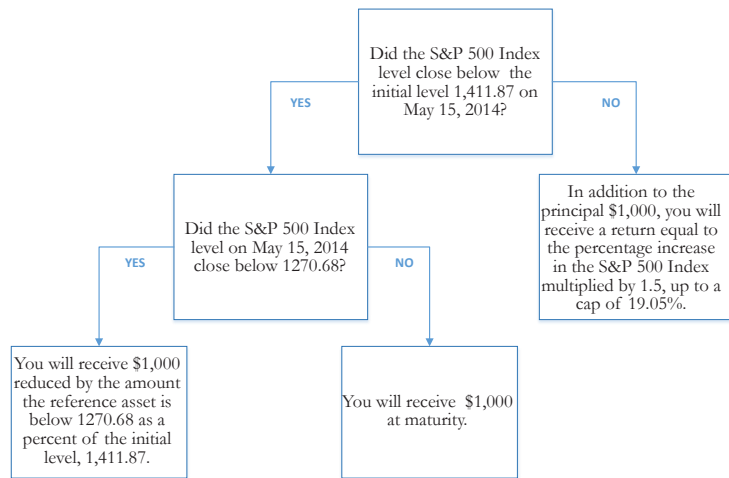 Did the S&P 500 Index
level close below the
initial level 1,411.87 on
May 15, 2014?
YES
NO
Did the S&P 500 Index
level on May 15, 2014
close below 1270.68?
In addition to the
principal $1,000, you will
receive a return equal to
the percentage increase
in the S&P 500 Index
multiplied by 1.5, up to a
cap of 19.05%.
YES
NO
You will receive $1,000
reduced by the amount
the reference asset is
below 1270.68 as a
percent of the initial
level, 1,411.87.
You will receive $1,000
at maturity.